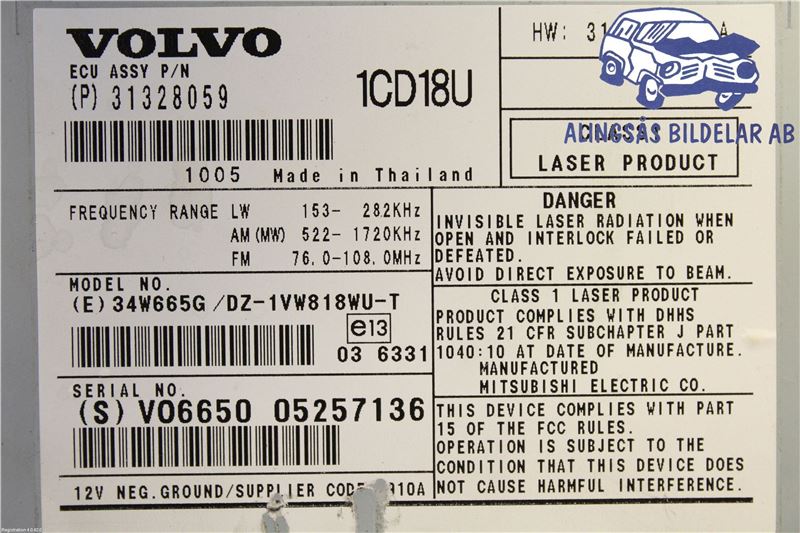 VOLVO
ECU ASSY P/N
(P) 31328059
1CD18U
1005 Made in Thailand
HW: 31
A
ALINGSÅS BILDELAR AB
CLASS 1
LASER PRODUCT
FREQUENCY RANGE LW 153- 282KHz
AM (MW) 522- 1720KHz
FM 76.0-108.0MHz
MODEL NO.
(E) 34W665G /DZ-1VW818WU-T
e13
03 6331
SERIAL NO.
(S) VO6650 05257136
12V NEG.GROUND/SUPPLIER CODE 910A
DANGER
INVISIBLE LASER RADIATION WHEN
OPEN AND INTERLOCK FAILED OR
DEFEATED.
AVOID DIRECT EXPOSURE TO BEAM.
CLASS 1 LASER PRODUCT
PRODUCT COMPLIES WITH DHHS
RULES 21 CFR SUBCHAPTER J PART
1040:10 AT DATE OF MANUFACTURE.
MANUFACTURED
MITSUBISHI ELECTRIC CO.
THIS DEVICE COMPLIES WITH PART
15 OF THE FCC RULES.
OPERATION IS SUBJECT TO THE
CONDITION THAT THIS DEVICE DOES
NOT CAUSE HARMFUL INTERFERENCE.